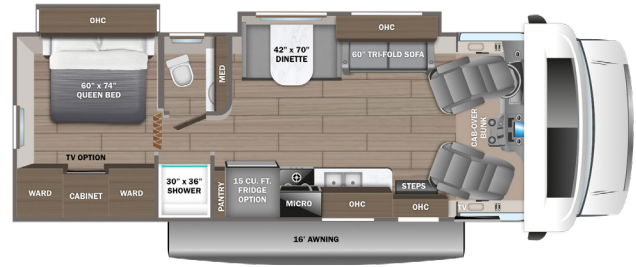 OHC
OHC
42" x 70"
DINETTE
60" TRI-FOLD SOFA
MED
60" x 74"
QUEEN BED
CAB-OVER
BUNK
TV OPTION
WARD
CABINET
WARD
30" x 36"
SHOWER
PANTRY
15 CU. FT.
FRIDGE
OPTION
MICRO
OHC
STEPS
OHC
TV
16' AWNING